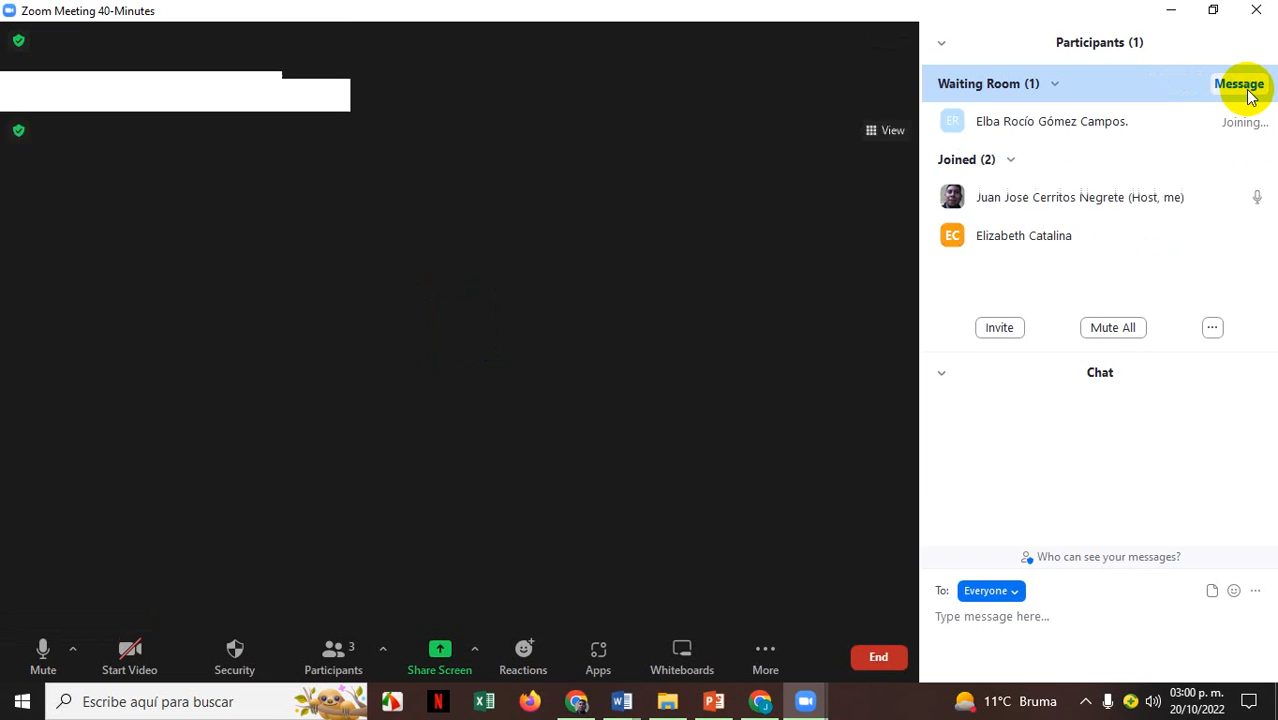 Zoom Meeting 40-Minutes
Participants (1)
Waiting Room (1)
Message
ER
Elba Rocío Gómez Campos.
Joining...
View
Joined (2)
Juan Jose Cerritos Negrete (Host, me)
EC
Elizabeth Catalina
Invite
Mute All
Chat
Who can see your messages?
To:
Everyone
Type message here...
Mute
Start Video
Security
3
Participants
Share Screen
Reactions
Apps
Whiteboards
More
End
Escribe aquí para buscar
11°C Bruma
03:00 p. m.
20/10/2022